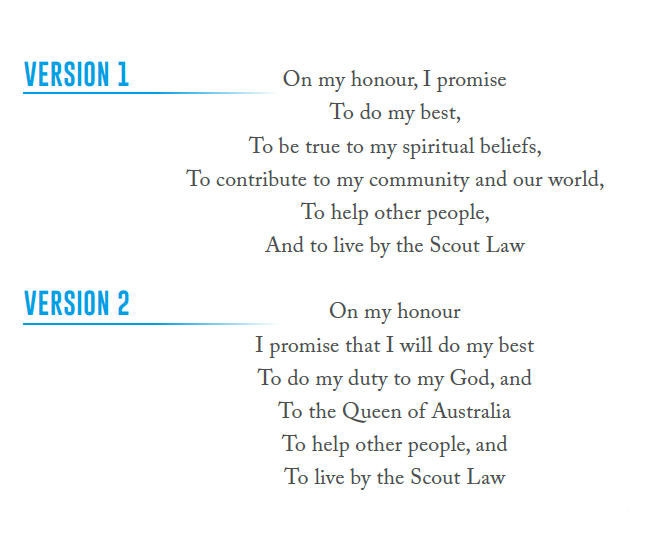 VERSION 1
On my honour, I promise
To do my best,
To be true to my spiritual beliefs,
To contribute to my community and our world,
To help other people,
And to live by the Scout Law
VERSION 2
On my honour
I promise that I will do my best
To do my duty to my God, and
To the Queen of Australia
To help other people, and
To live by the Scout Law